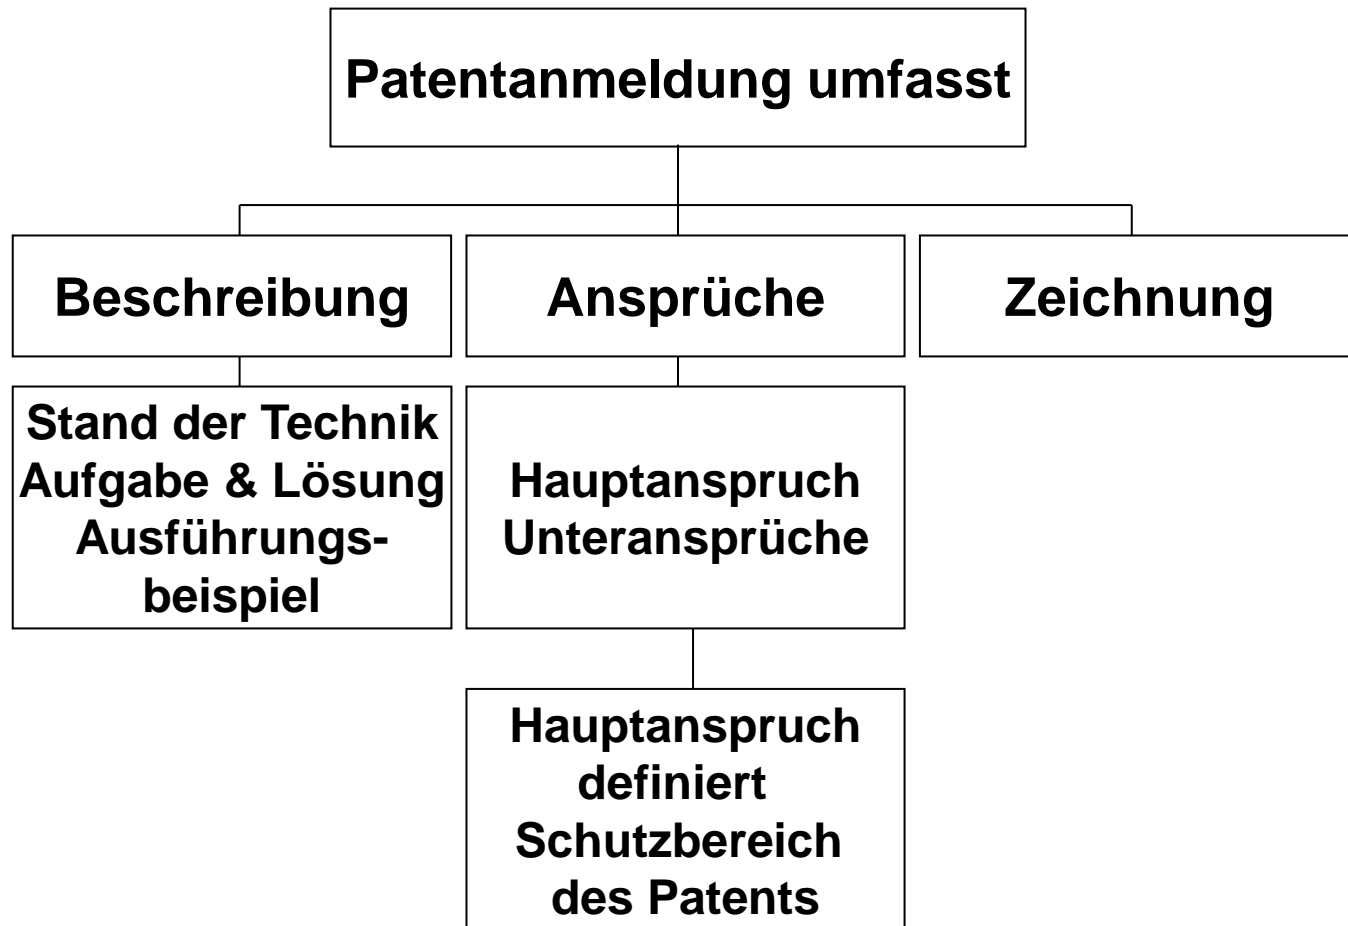 Patentanmeldung umfasst
Beschreibung
Ansprüche
Zeichnung
Stand der Technik
Aufgabe & Lösung
Ausführungs-
beispiel
Hauptanspruch
Unteransprüche
Hauptanspruch
definiert
Schutzbereich
des Patents